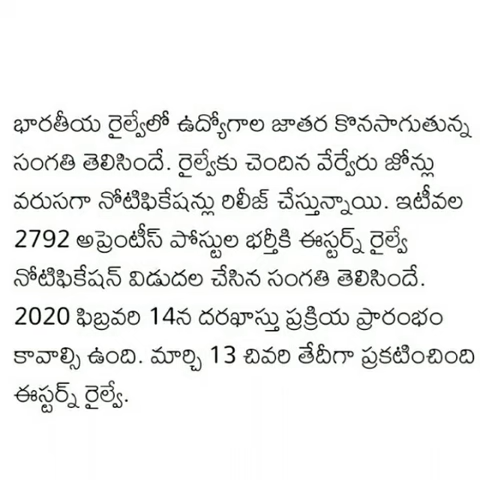 భారతీయ రైల్వేలో ఉద్యోగాల జాతర కొనసాగుతున్న
సంగతి తెలిసిందే. రైల్వేకు చెందిన వేర్వేరు జోన్లు
వరుసగా నోటిఫికేషన్లు రిలీజ్ చేస్తున్నాయి. ఇటీవల
2792 అప్రెంటీస్ పోస్టుల భర్తీకి ఈస్టర్న్ రైల్వే
నోటిఫికేషన్ విడుదల చేసిన సంగతి తెలిసిందే.
2020 ఫిబ్రవరి 14న దరఖాస్తు ప్రక్రియ ప్రారంభం
కావాల్సి ఉంది. మార్చి 13 చివరి తేదీగా ప్రకటించింది
ఈస్టర్న్ రైల్వే.